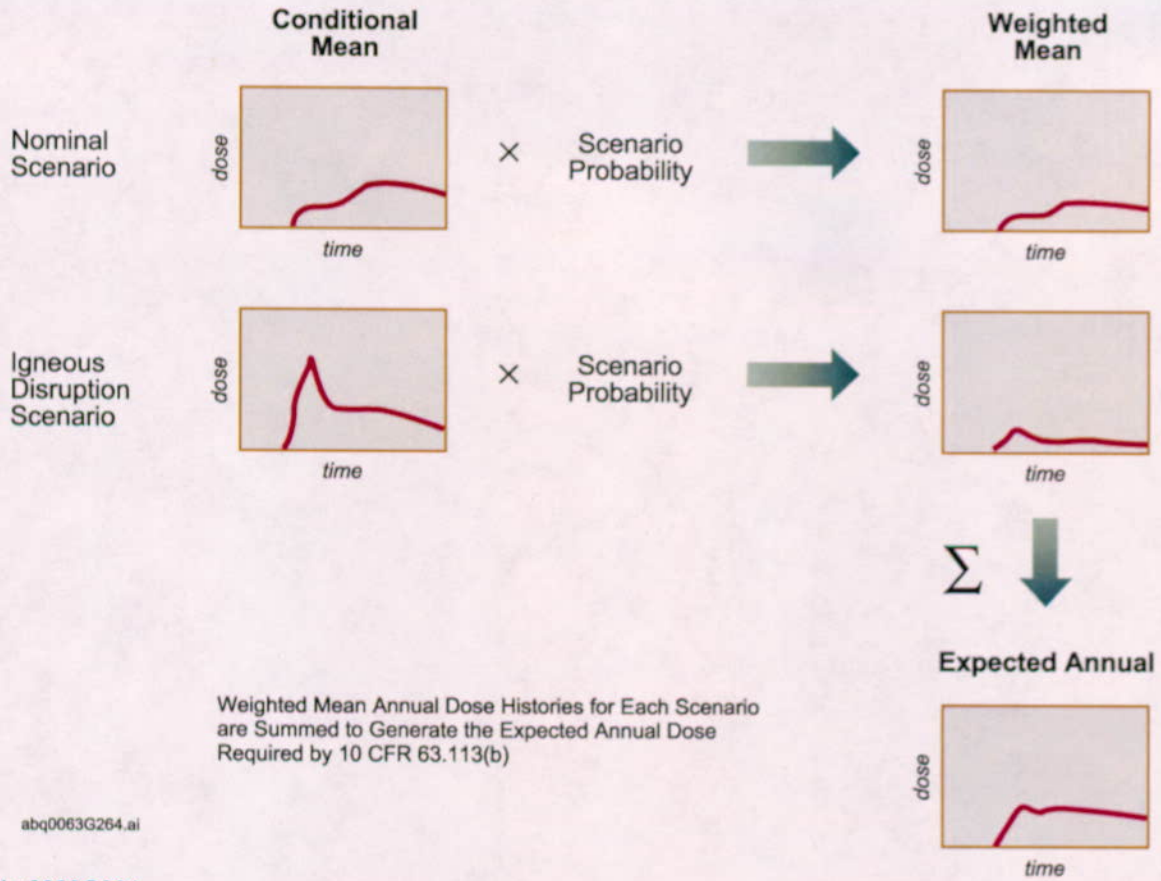 Conditional
Mean
Weighted
Mean
Nominal
Scenario
dose
time
×
Scenario
Probability
dose
time
Igneous
Disruption
Scenario
dose
time
×
Scenario
Probability
dose
time
Σ
Expected Annual
dose
time
Weighted Mean Annual Dose Histories for Each Scenario
are Summed to Generate the Expected Annual Dose
Required by 10 CFR 63.113(b)
abq0063G264.ai